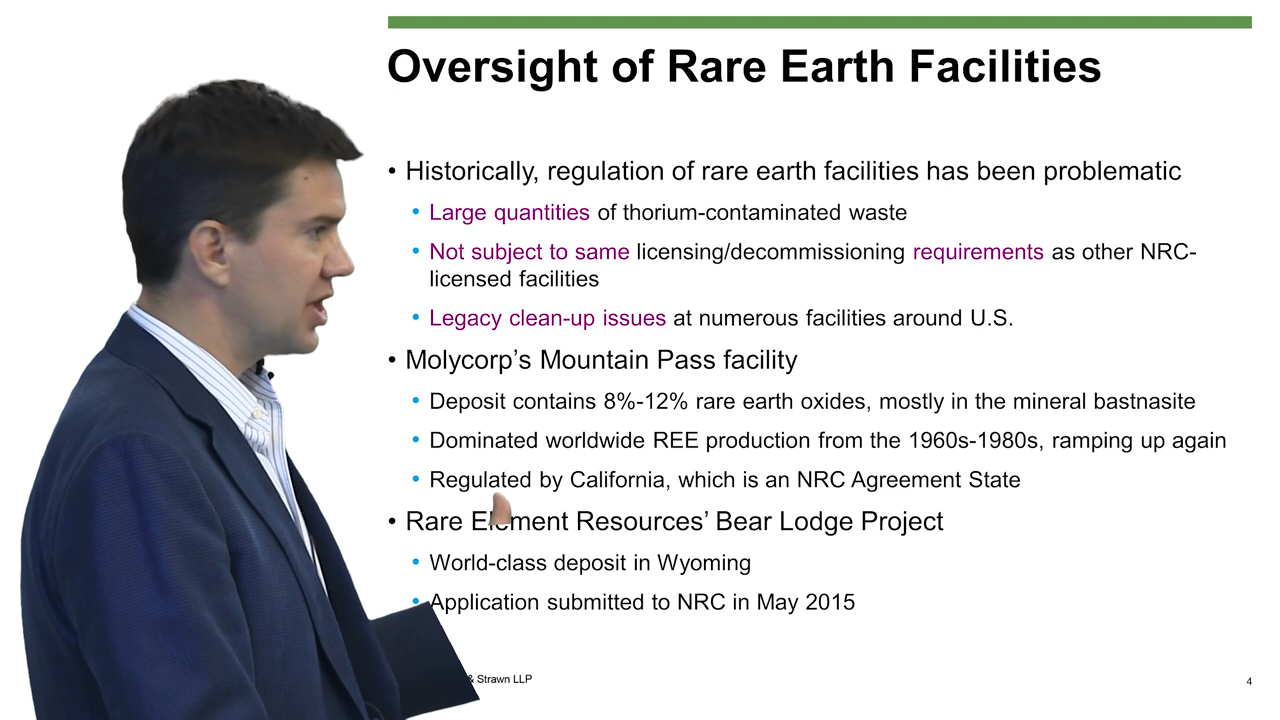 Oversight of Rare Earth Facilities
• Historically, regulation of rare earth facilities has been problematic
• Large quantities of thorium-contaminated waste
• Not subject to same licensing/decommissioning requirements as other NRC-
licensed facilities
• Legacy clean-up issues at numerous facilities around U.S.
• Molycorp’s Mountain Pass facility
• Deposit contains 8%-12% rare earth oxides, mostly in the mineral bastnasite
• Dominated worldwide REE production from the 1960s-1980s, ramping up again
• Regulated by California, which is an NRC Agreement State
• Rare Element Resources’ Bear Lodge Project
• World-class deposit in Wyoming
• Application submitted to NRC in May 2015
& Strawn LLP
4